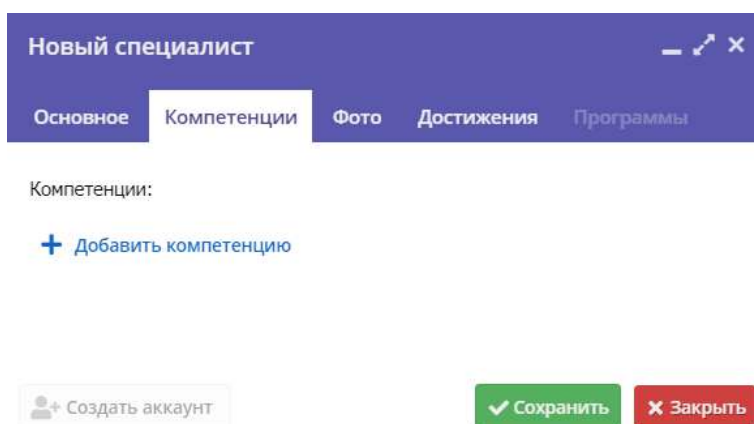 Новый специалист
Основное Компетенции Фото Достижения Программы
Компетенции:
Добавить компетенцию
Создать аккаунт Сохранить Закрыть